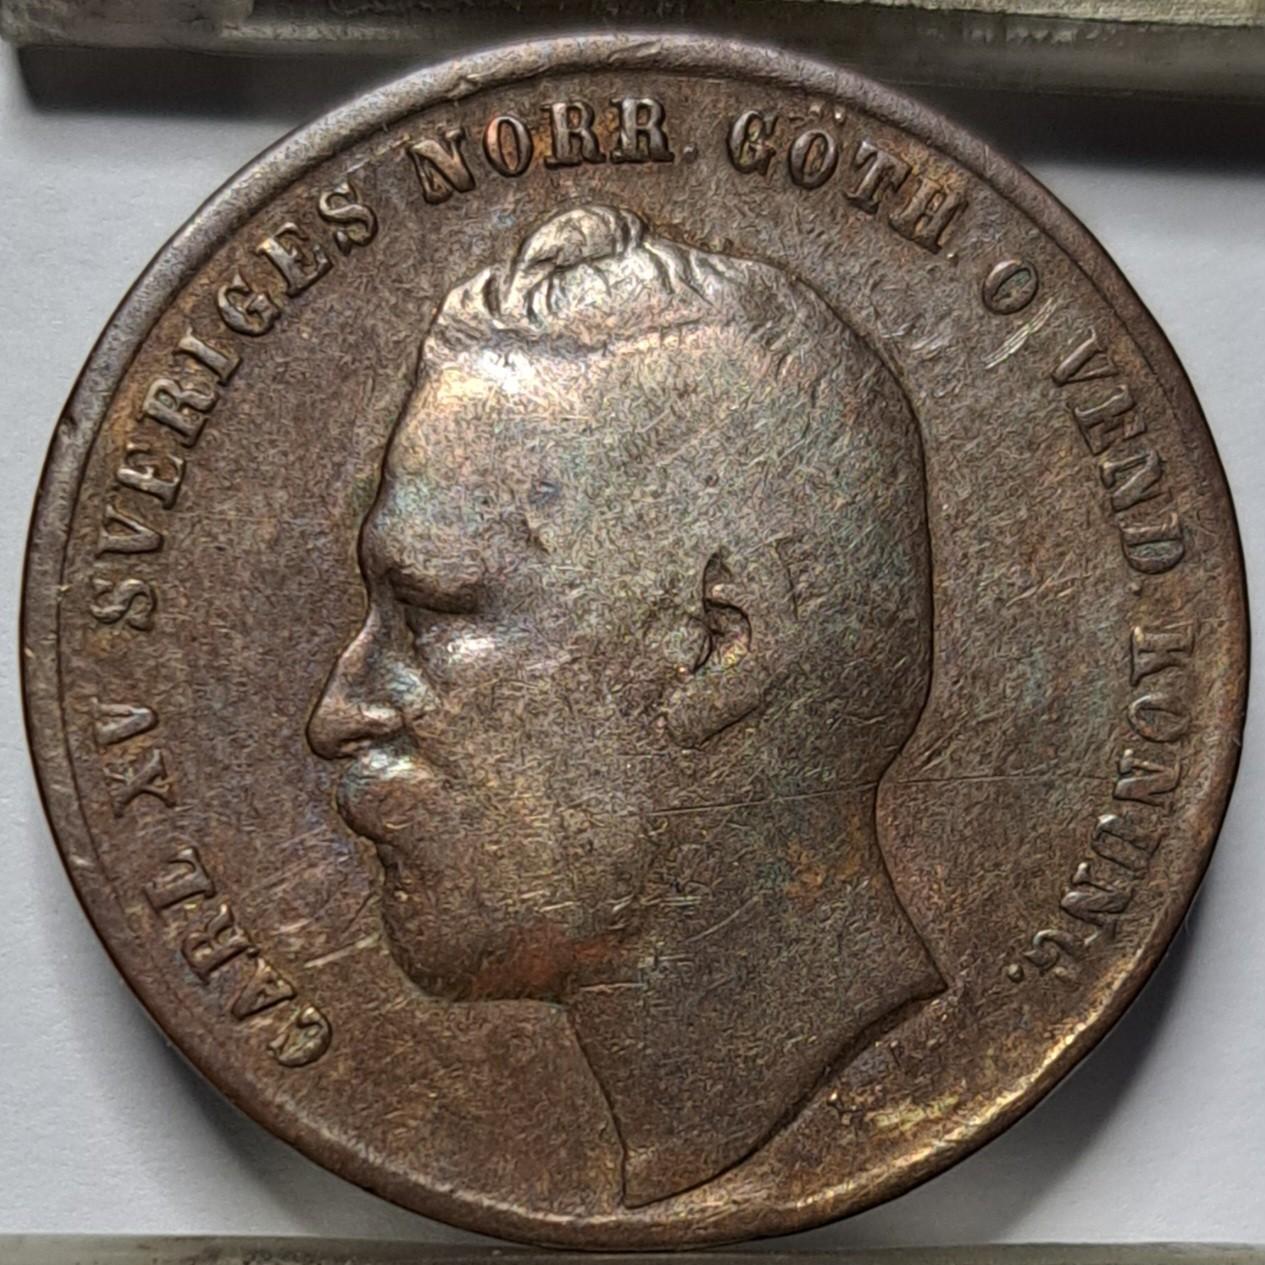 CARL XV SVERIGES NORR. GÖTH. O VEND. KONUNG.